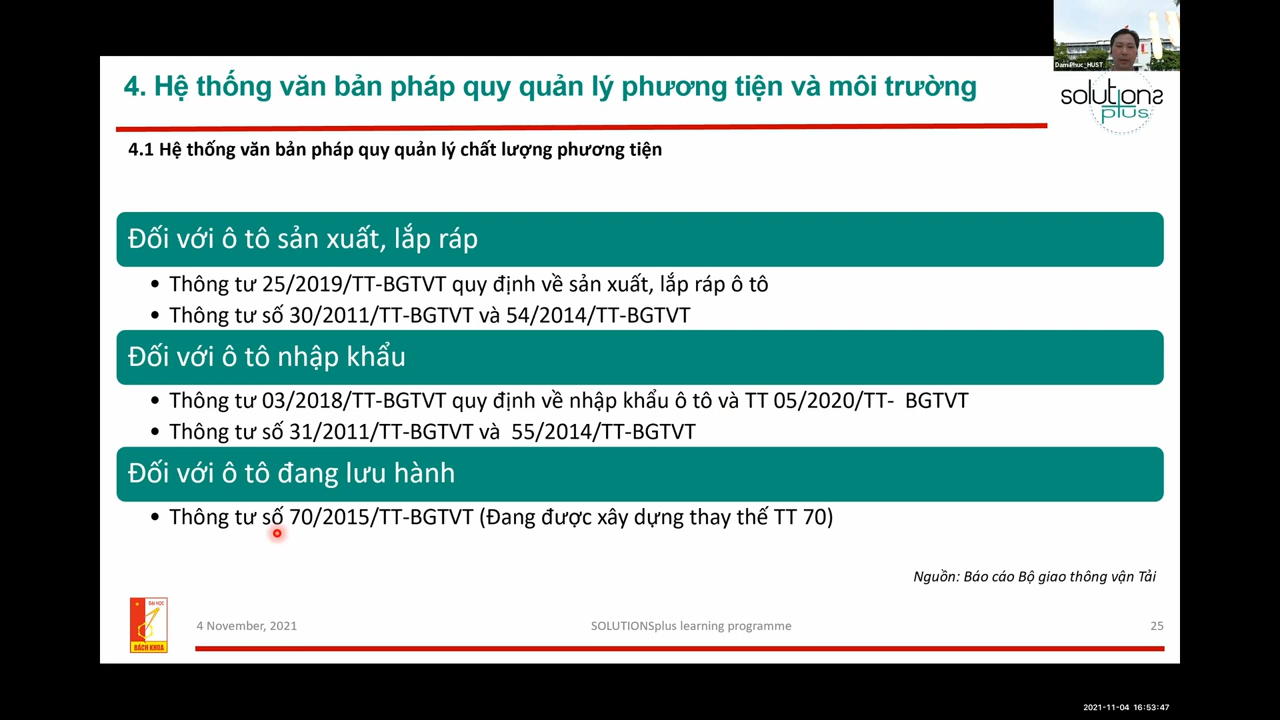 DamPhuc_HUST
4. Hệ thống văn bản pháp quy quản lý phương tiện và môi trường
solutions
plus
4.1 Hệ thống văn bản pháp quy quản lý chất lượng phương tiện
Đối với ô tô sản xuất, lắp ráp
• Thông tư 25/2019/TT-BGTVT quy định về sản xuất, lắp ráp ô tô
• Thông tư số 30/2011/TT-BGTVT và 54/2014/TT-BGTVT
Đối với ô tô nhập khẩu
• Thông tư 03/2018/TT-BGTVT quy định về nhập khẩu ô tô và TT 05/2020/TT- BGTVT
• Thông tư số 31/2011/TT-BGTVT và 55/2014/TT-BGTVT
Đối với ô tô đang lưu hành
• Thông tư số 70/2015/TT-BGTVT (Đang được xây dựng thay thế TT 70)
Nguồn: Báo cáo Bộ giao thông vận Tải
ĐẠI HỌC
BÁCH KHOA
4 November, 2021
SOLUTIONSplus learning programme
25
2021-11-04 16:53:47